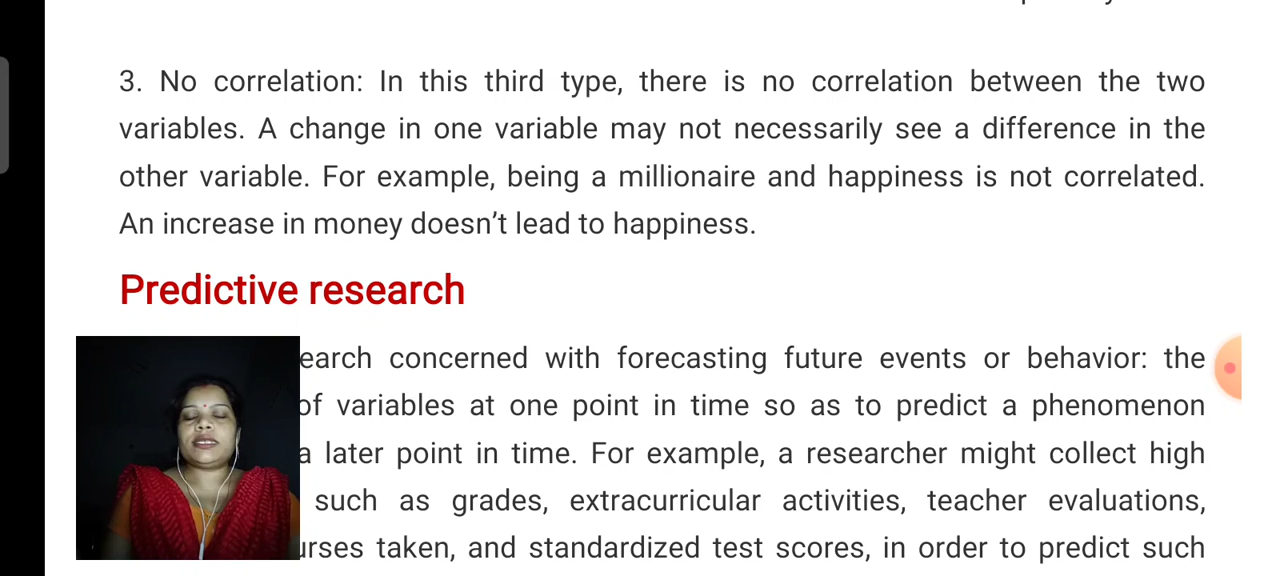 3. No correlation: In this third type, there is no correlation between the two
variables. A change in one variable may not necessarily see a difference in the
other variable. For example, being a millionaire and happiness is not correlated.
An increase in money doesn’t lead to happiness.
Predictive research
concerned with forecasting future events or behavior: the
of variables at one point in time so as to predict a phenomenon
a later point in time. For example, a researcher might collect high
such as grades, extracurricular activities, teacher evaluations,
taken, and standardized test scores, in order to predict such